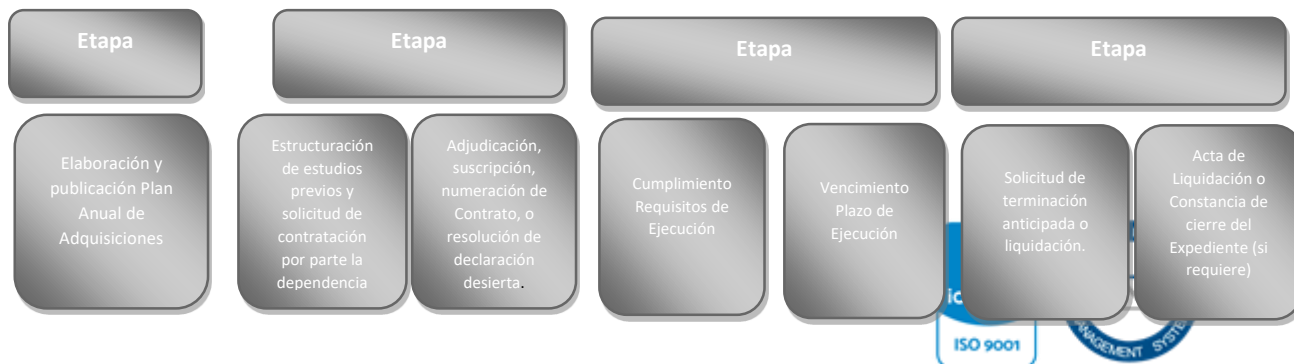 Etapa
Etapa
Etapa
Etapa
Elaboración y
publicación Plan
Anual de
Adquisiciones
Estructuración
de estudios
previos y
solicitud de
contratación
por parte la
dependencia
Adjudicación,
suscripción,
numeración de
Contrato, o
resolución de
declaración
desierta.
Cumplimiento
Requisitos de
Ejecución
Vencimiento
Plazo de
Ejecución
Solicitud de
terminación
anticipada o
liquidación.
Acta de
Liquidación o
Constancia de
cierre del
Expediente (si
requiere)
ISO 9001